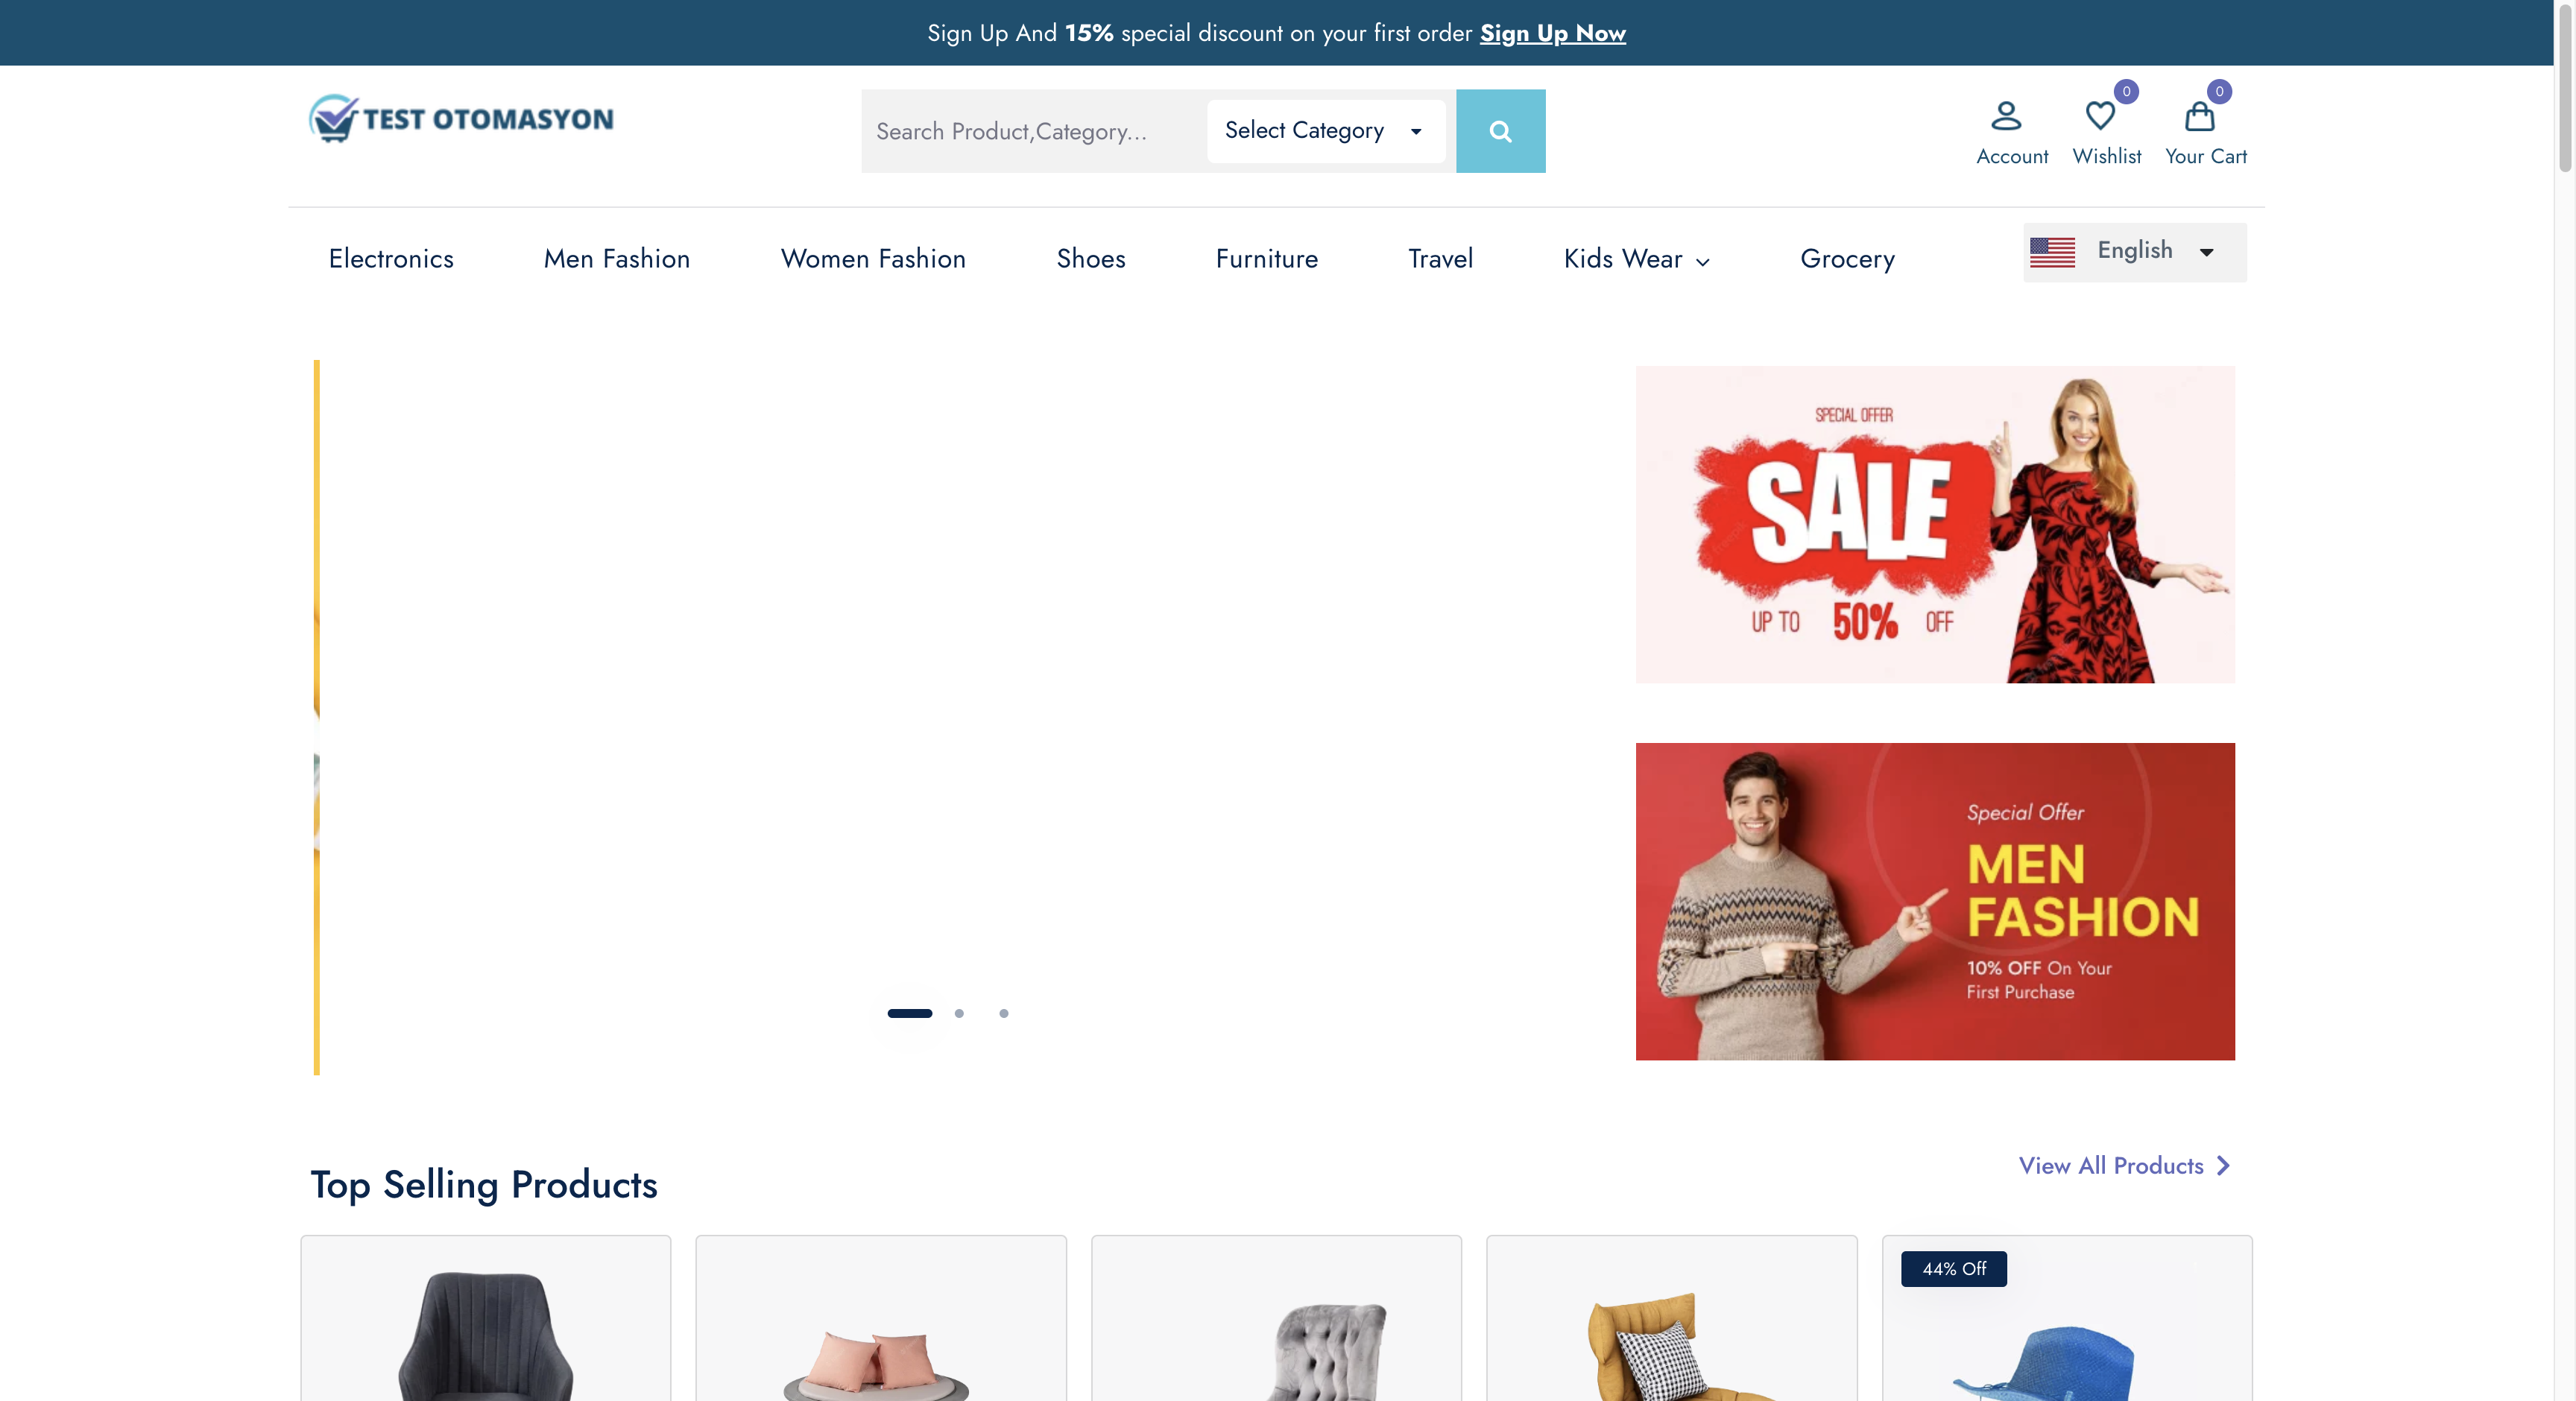 Sign Up And 15% special discount on your first order Sign Up Now
TEST OTOMASYON
Search Product,Category...
Select Category
0
0
Account
Wishlist
Your Cart
Electronics
Men Fashion
Women Fashion
Shoes
Furniture
Travel
Kids Wear
Grocery
English
SPECIAL OFFER
SALE
UP TO 50% OFF
Special Offer
MEN
FASHION
10% OFF On Your
First Purchase
Top Selling Products
View All Products
44% Off